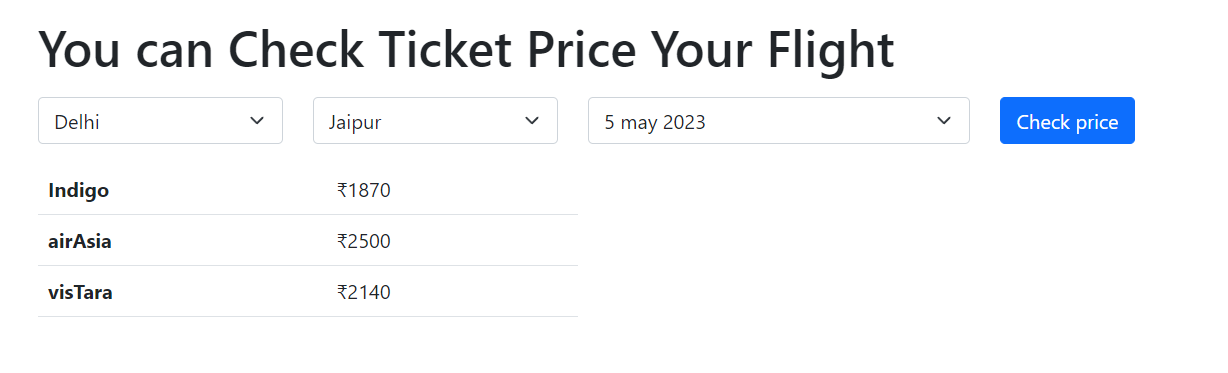 You can Check Ticket Price Your Flight
Delhi Jaipur 5 may 2023 Check price
Indigo ₹1870
airAsia ₹2500
visTara ₹2140